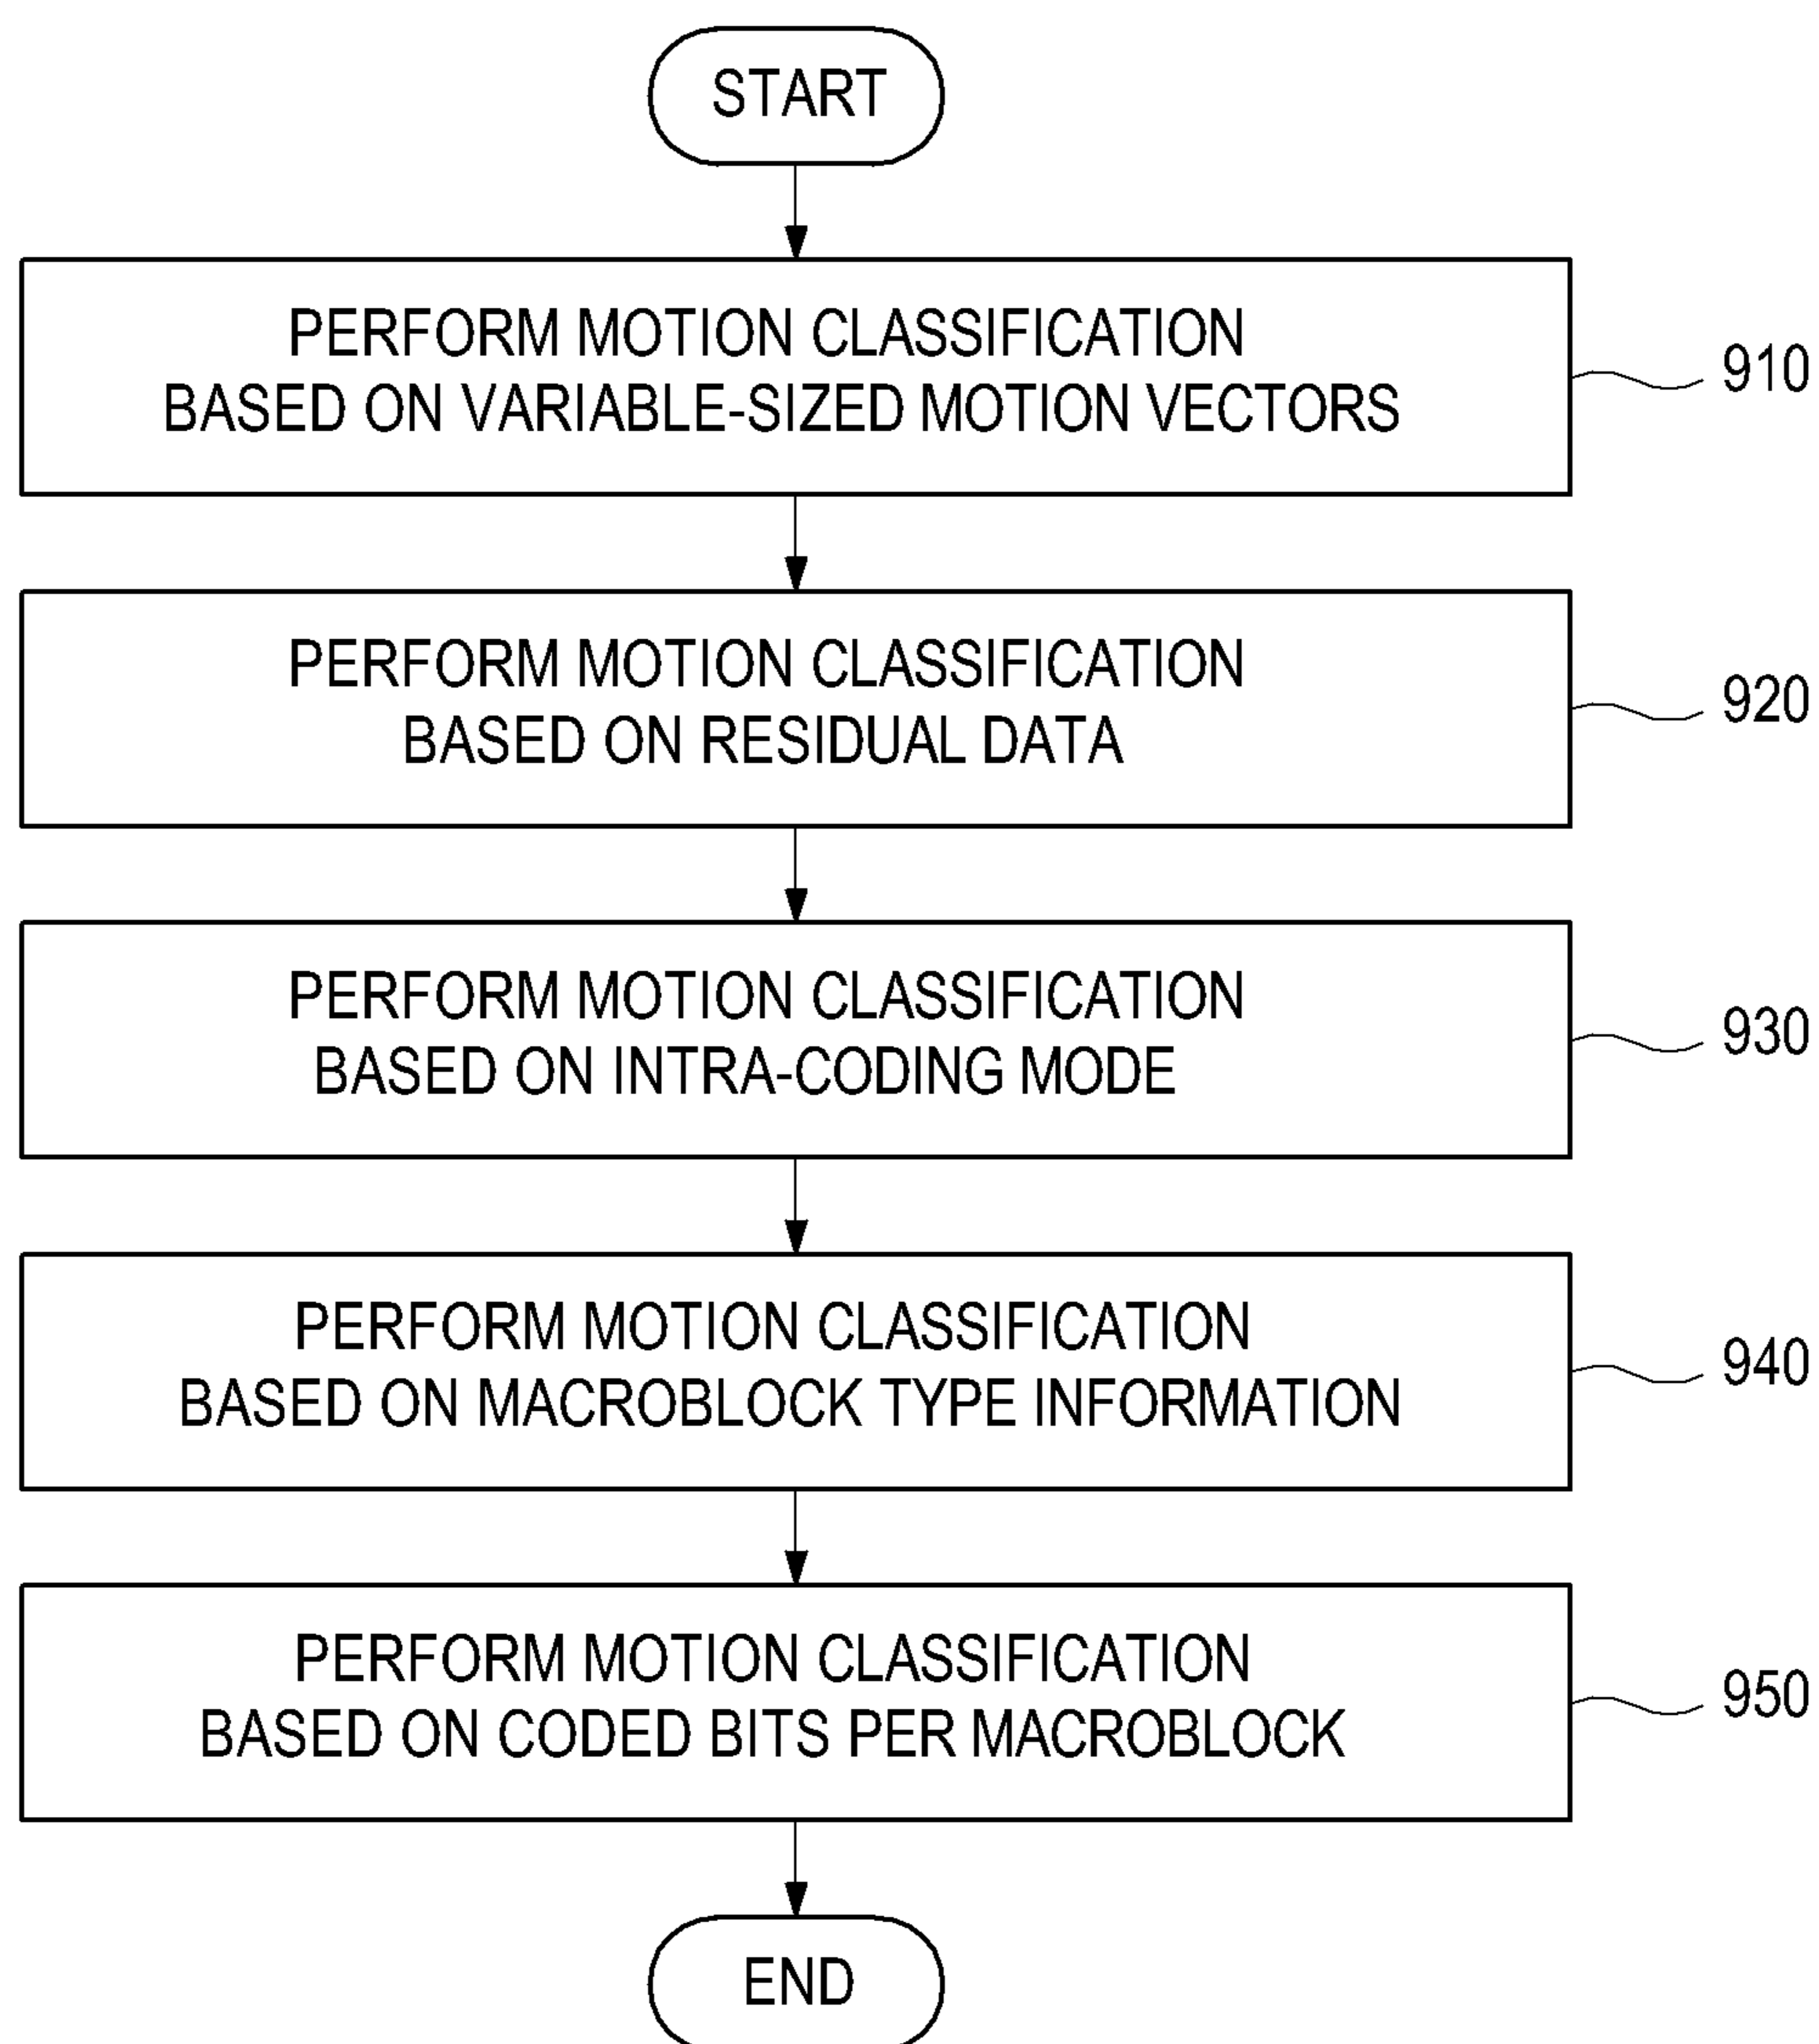 START
PERFORM MOTION CLASSIFICATION
BASED ON VARIABLE-SIZED MOTION VECTORS
910
PERFORM MOTION CLASSIFICATION
BASED ON RESIDUAL DATA
920
PERFORM MOTION CLASSIFICATION
BASED ON INTRA-CODING MODE
930
PERFORM MOTION CLASSIFICATION
BASED ON MACROBLOCK TYPE INFORMATION
940
PERFORM MOTION CLASSIFICATION
BASED ON CODED BITS PER MACROBLOCK
950
END